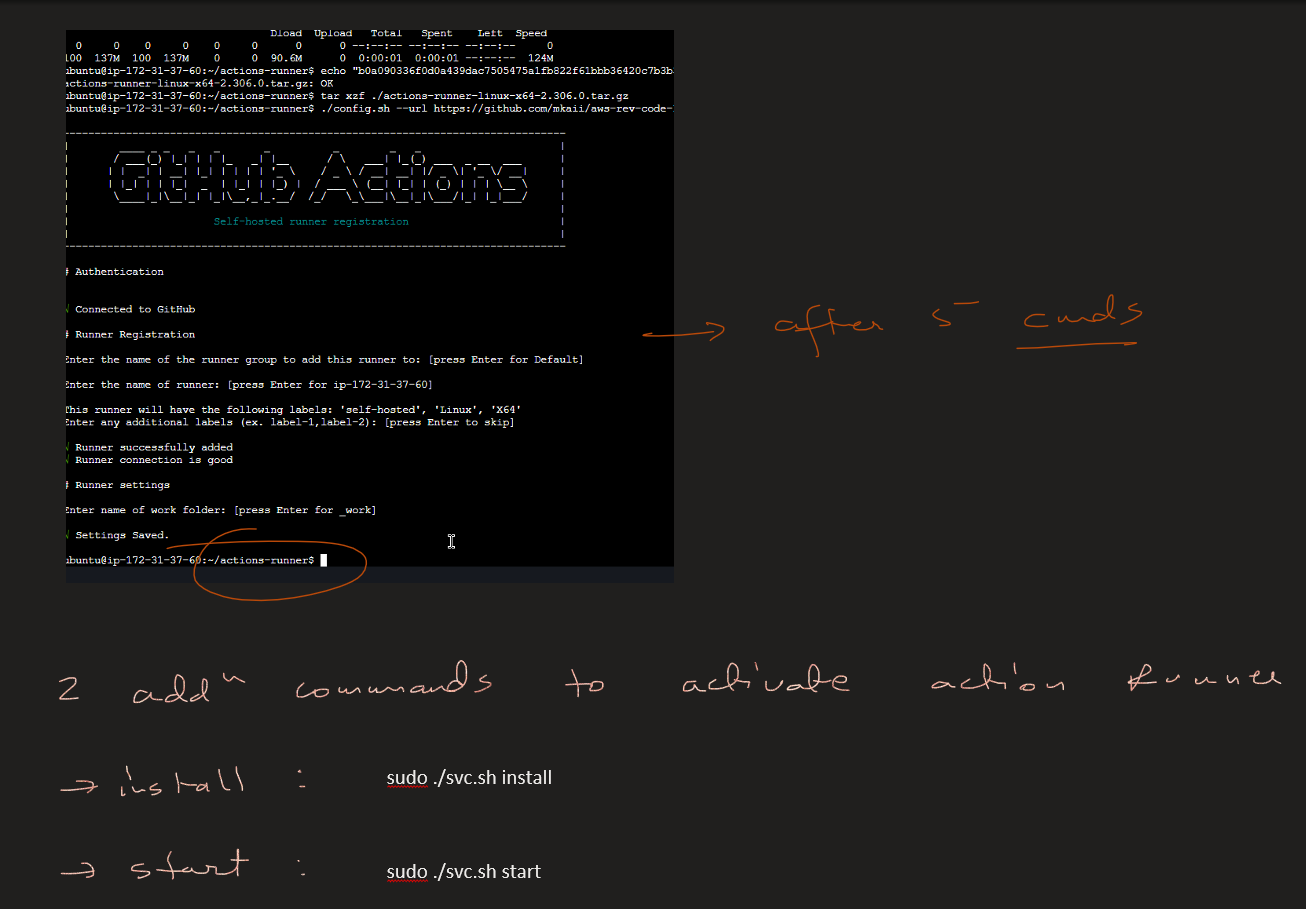 Dload Upload Total Spent Left Speed
0 0 0 0 0 0 0 0 --:--:-- --:--:-- --:--:-- 0
100 137M 100 137M 0 0 90.6M 0 0:00:01 0:00:01 --:--:-- 124M
ubuntu@ip-172-31-37-60:~/actions-runner$ echo "b0a090336f0d0a439dac7505475a1fb822f61bbb36420c7b3b
actions-runner-linux-x64-2.306.0.tar.gz: OK
ubuntu@ip-172-31-37-60:~/actions-runner$ tar xzf ./actions-runner-linux-x64-2.306.0.tar.gz
ubuntu@ip-172-31-37-60:~/actions-runner$ ./config.sh --url https://github.com/mkaii/aws-rev-code-
GitHub Actions
Self-hosted runner registration
# Authentication
√ Connected to GitHub
# Runner Registration
Enter the name of the runner group to add this runner to: [press Enter for Default]
Enter the name of runner: [press Enter for ip-172-31-37-60]
This runner will have the following labels: 'self-hosted', 'Linux', 'X64'
Enter any additional labels (ex. label-1,label-2): [press Enter to skip]
√ Runner successfully added
√ Runner connection is good
# Runner settings
Enter name of work folder: [press Enter for _work]
√ Settings Saved.
ubuntu@ip-172-31-37-60:~/actions-runner$
after 5 cmds
2 addn commands to activate action Runner
→ install : sudo ./svc.sh install
→ start : sudo ./svc.sh start